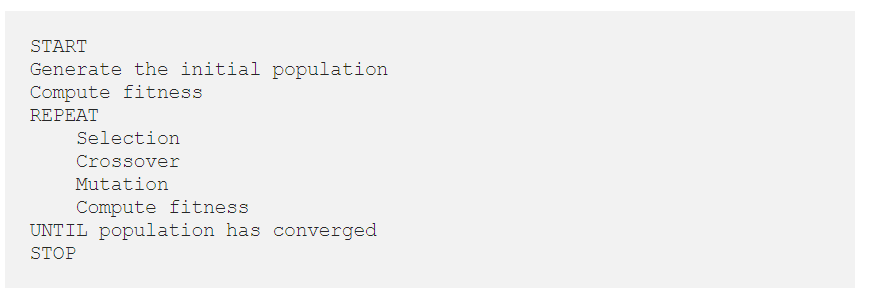 START
Generate the initial population
Compute fitness
REPEAT
    Selection
    Crossover
    Mutation
    Compute fitness
UNTIL population has converged
STOP